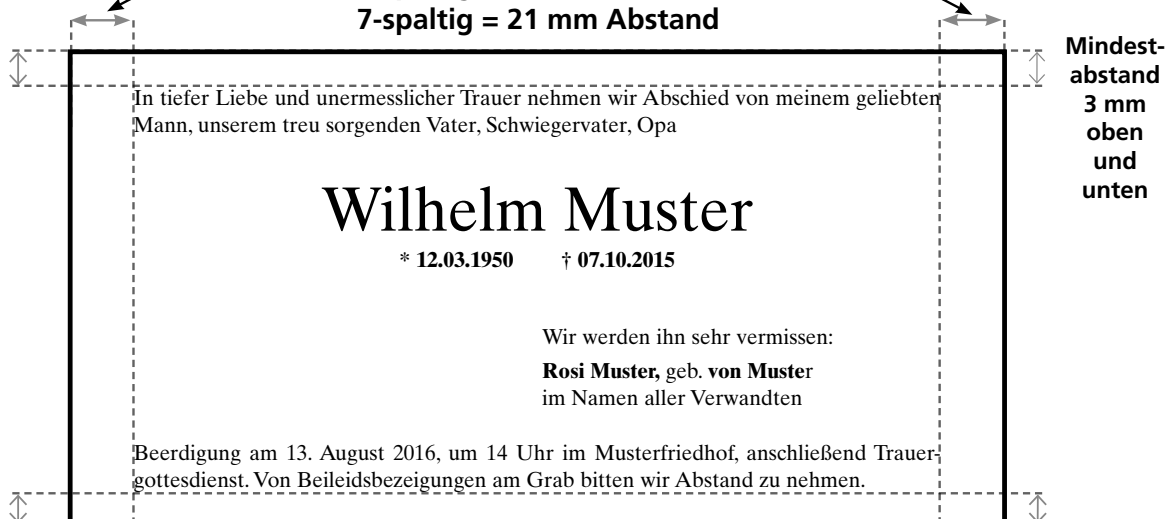 7-spaltig = 21 mm Abstand
Mindest-
abstand
3 mm
oben
und
unten
In tiefer Liebe und unermesslicher Trauer nehmen wir Abschied von meinem geliebten
Mann, unserem treu sorgenden Vater, Schwiegervater, Opa
Wilhelm Muster
* 12.03.1950 † 07.10.2015
Wir werden ihn sehr vermissen:
Rosi Muster, geb. von Muster
im Namen aller Verwandten
Beerdigung am 13. August 2016, um 14 Uhr im Musterfriedhof, anschließend Trauer-
gottesdienst. Von Beileidsbezeigungen am Grab bitten wir Abstand zu nehmen.